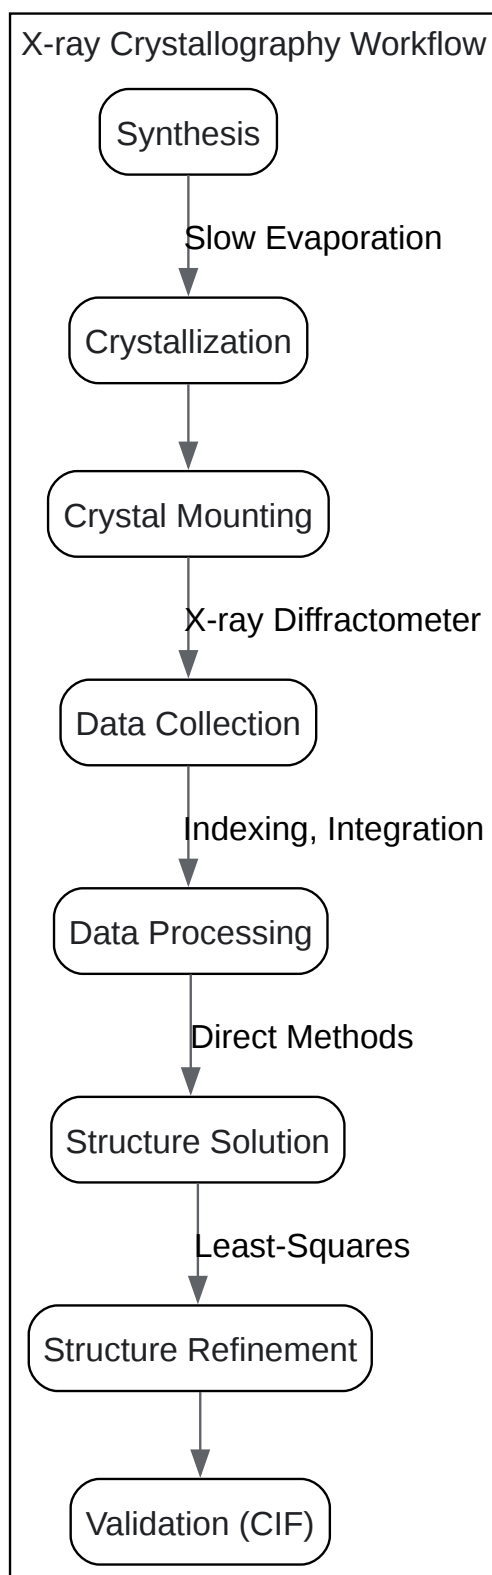 X-ray Crystallography Workflow
Synthesis
Slow Evaporation
Crystallization
Crystal Mounting
X-ray Diffractometer
Data Collection
Indexing, Integration
Data Processing
Direct Methods
Structure Solution
Least-Squares
Structure Refinement
Validation (CIF)